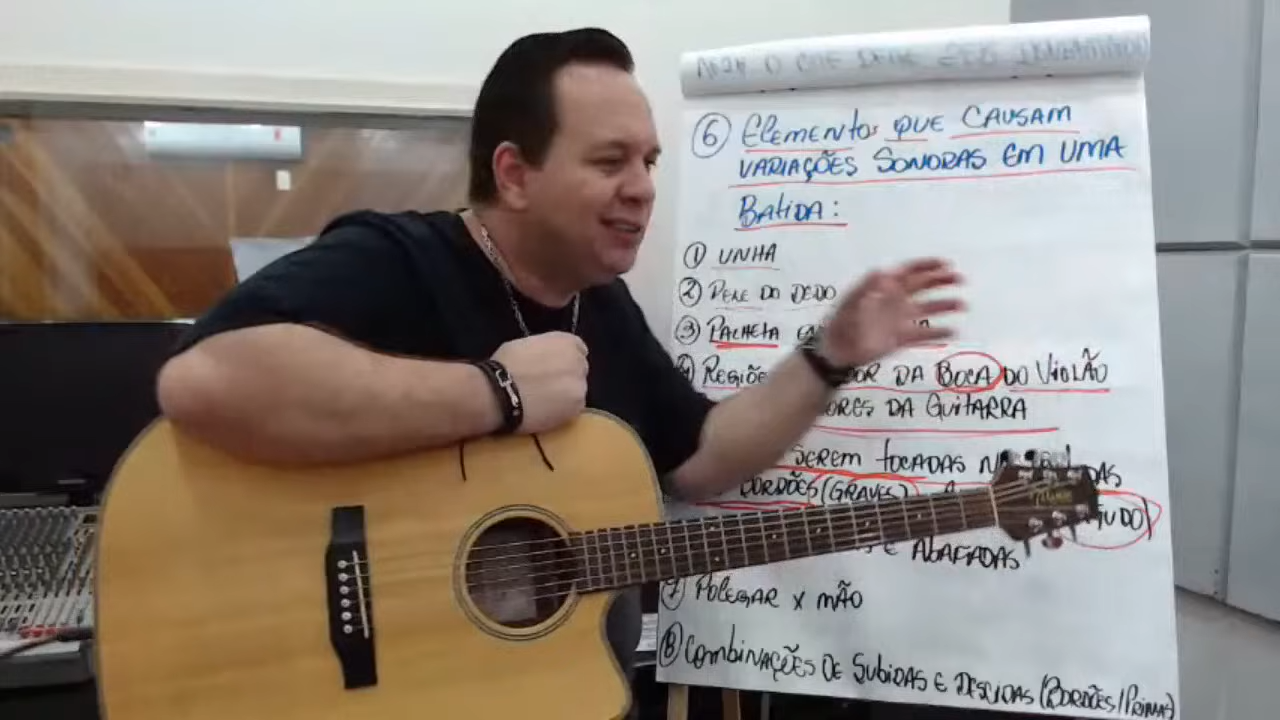 ⑥ Elementos que Causam
Variações Sonoras em uma
Batida:
① Unha
② Pele do Dedo
③ Palheta
Regiões da Boca do Violão
da Guitarra
Serem tocadas
Bordões (Graves)
e Abafadas
⑦ Polegar x mão
⑧ Combinações de Subidas e Descidas (Bordões/Primas)